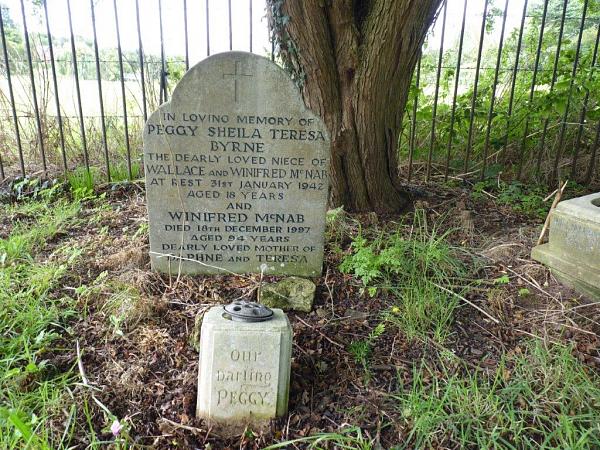 IN LOVING MEMORY OF
PEGGY SHEILA TERESA
BYRNE
THE DEARLY LOVED NIECE OF
WALLACE AND WINIFRED McNAB
AT REST 31ST JANUARY 1942
AGED 18 YEARS
AND
WINIFRED McNAB
DIED 18TH DECEMBER 1997
AGED 94 YEARS
DEARLY LOVED MOTHER OF
DAPHNE AND TERESA
Our
Darling
PEGGY